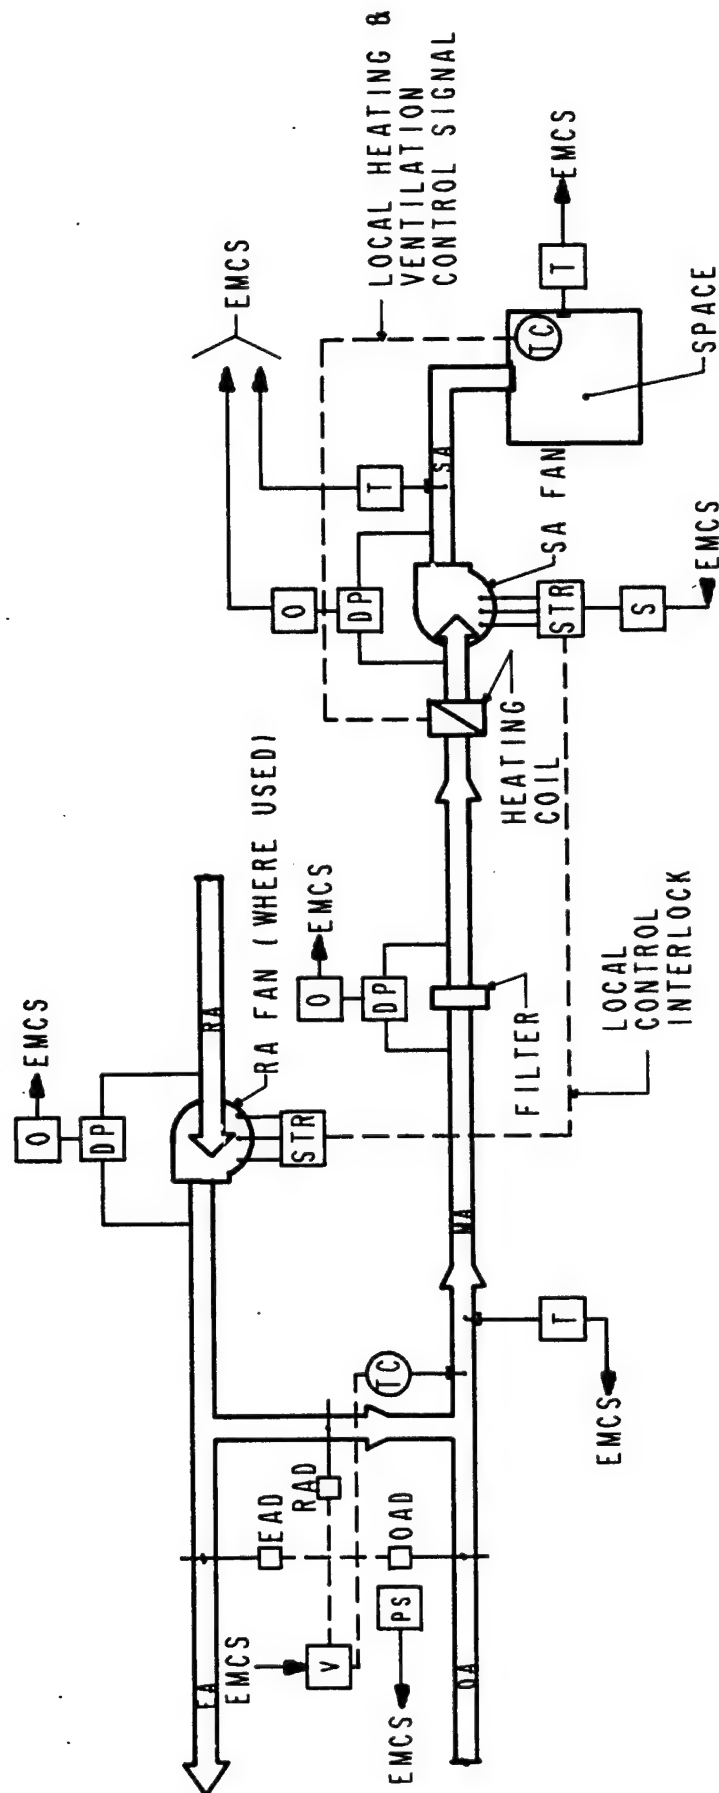 O
EMCS
DP
RA
RA FAN (WHERE USED)
STR
EA
EAD
RAD
EMCS
V
TC
OAD
PS
EMCS
OA
T
EMCS
MA
O
EMCS
DP
FILTER
LOCAL
CONTROL
INTERLOCK
HEATING
COIL
EMCS
O
DP
T
SA
SA FAN
STR
S
EMCS
LOCAL HEATING &
VENTILATION
CONTROL SIGNAL
TC
T
EMCS
SPACE